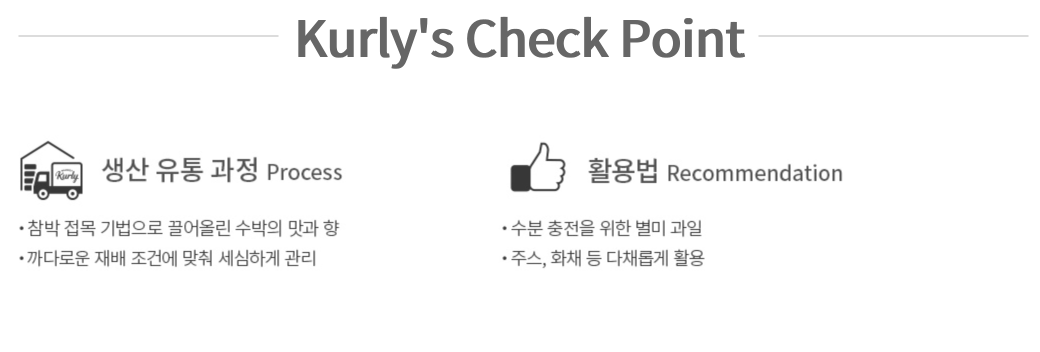 Kurly's Check Point
Kurly
생산 유통 과정 Process
• 참박 접목 기법으로 끌어올린 수박의 맛과 향
• 까다로운 재배 조건에 맞춰 세심하게 관리
활용법 Recommendation
• 수분 충전을 위한 별미 과일
• 주스, 화채 등 다채롭게 활용